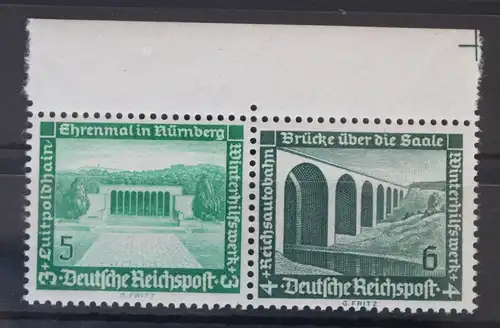 Ehrenmal in Nürnberg
3+Luitpoldhain
Winterhilfswerk+3
5
·Deutsche Reichspost·
G.FRITZ
Brücke über die Saale
4+Reichsautobahn
Winterhilfswerk+4
6
·Deutsche Reichspost·
G.FRITZ